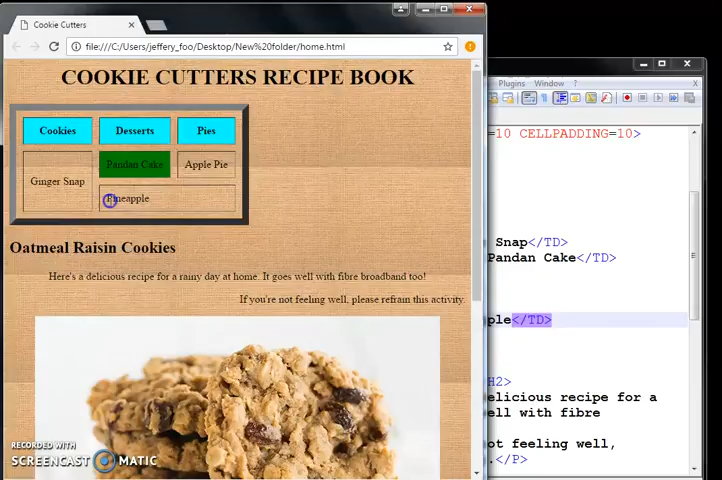 Cookie Cutters
file:///C:/Users/jeffery_foo/Desktop/New%20folder/home.html
COOKIE CUTTERS RECIPE BOOK
Cookies Desserts Pies
Ginger Snap Pandan Cake Apple Pie
Pineapple
Oatmeal Raisin Cookies
Here's a delicious recipe for a rainy day at home. It goes well with fibre broadband too!
If you're not feeling well, please refrain this activity.
RECORDED WITH
SCREENCAST MATIC
Plugins Window ?
=10 CELLPADDING=10>
Snap</TD>
Pandan Cake</TD>
ple</TD>
H2>
elicious recipe for a
ell with fibre
ot feeling well,
.</P>